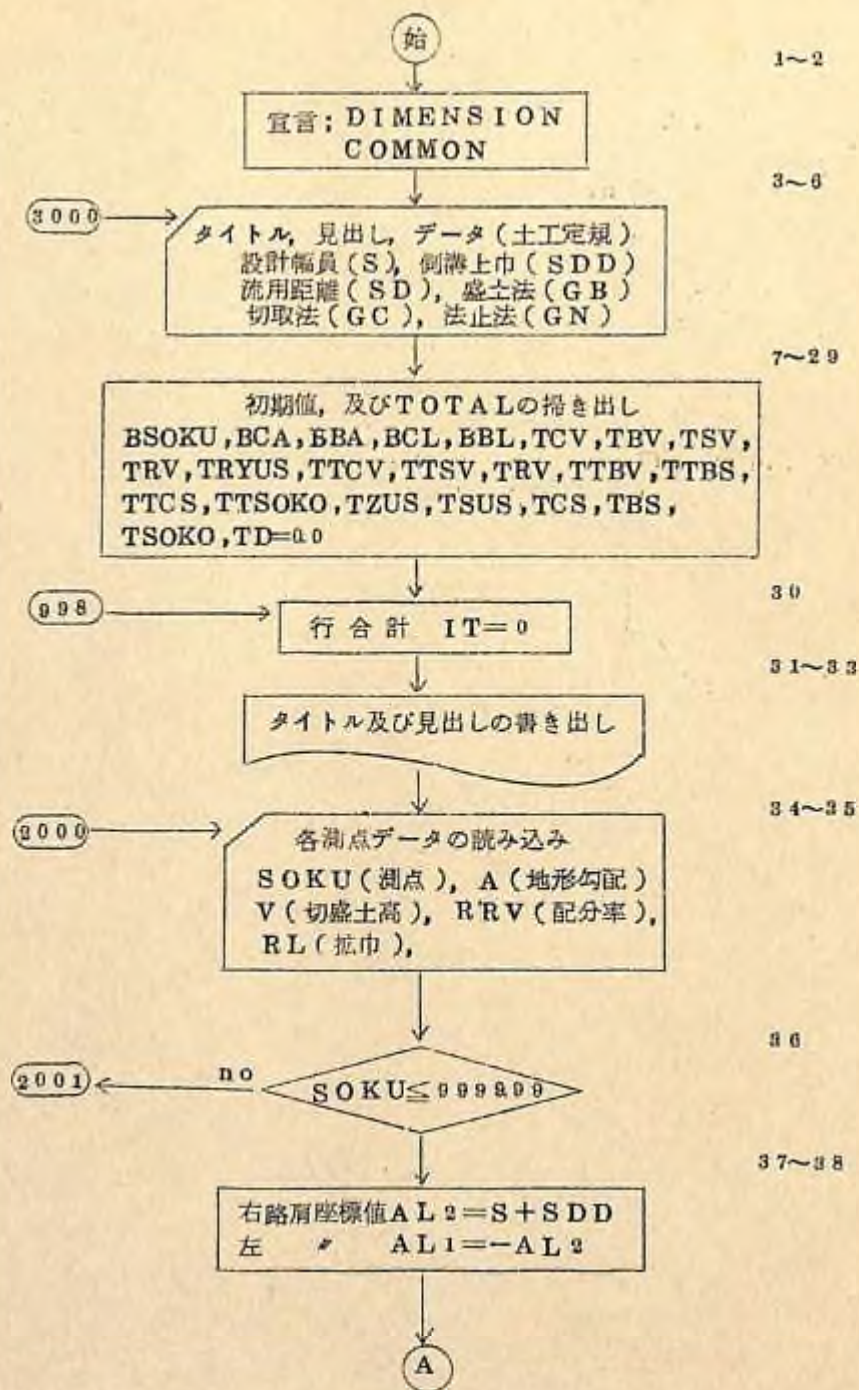 始
1~2
宣言; DIMENSION
COMMON
3~6
3000
タイトル, 見出し, データ(土工定規)
設計幅員(S), 側溝上巾(SDD)
流用距離(SD), 盛土法(GB)
切取法(GC), 法止法(GN)
7~29
初期値, 及びTOTALの掃き出し
BSOKU,BCA,BBA,BCL,BBL,TCV,TBV,TSV,
TRV,TRYUS,TTCV,TTSV,TRV,TTBV,TTBS,
TTCS,TTSOKO,TZUS,TSUS,TCS,TBS,
TSOKO,TD=0.0
30
998
行合計 IT=0
31~33
タイトル及び見出しの書き出し
34~35
2000
各測点データの読み込み
SOKU(測点), A(地形勾配)
V(切盛土高), RRV(配分率),
RL(拡巾),
36
2001
no
SOKU≦9999.99
37~38
右路肩座標値AL2=S+SDD
左 〃 AL1=-AL2
A